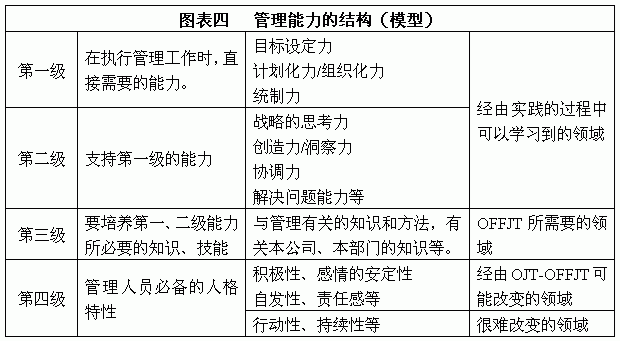 图表四 管理能力的结构（模型）
第一级
在执行管理工作时，直
接需要的能力。
目标设定力
计划化力/组织化力
统制力
经由实践的过程中
可以学习到的领域
第二级
支持第一级的能力
战略的思考力
创造力/洞察力
协调力
解决问题能力等
第三级
要培养第一、二级能力
所必要的知识、技能
与管理有关的知识和方法，有
关本公司、本部门的知识等。
OFFJT 所需要的领
域
第四级
管理人员必备的人格
特性
积极性、感情的安定性
自发性、责任感等
经由 OJT-OFFJT 可
能改变的领域
行动性、持续性等
很难改变的领域